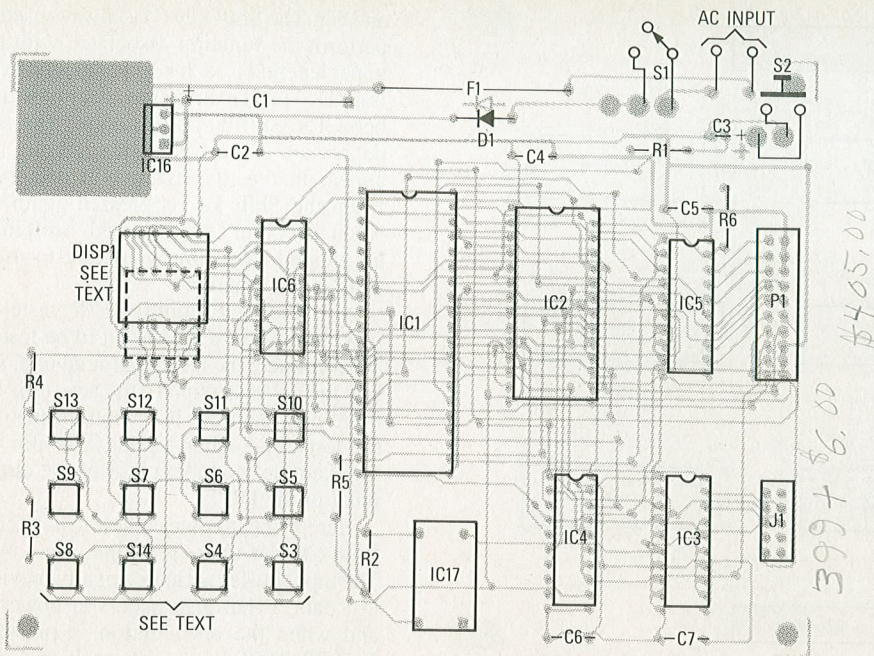 AC INPUT
F1
S1
S2
C1
D1
C3
IC16
C2
C4
R1
C5
R6
DISP1
SEE
TEXT
IC6
IC1
IC2
IC5
P1
R4
S13
S12
S11
S10
S9
S7
S6
S5
R5
R3
R2
S8
S14
S4
S3
IC17
IC4
IC3
J1
SEE TEXT
C6
C7
399 + $6.00 $405.00